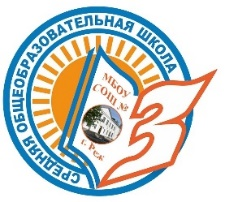 СРЕДНЯЯ ОБЩЕОБРАЗОВАТЕЛЬНАЯ ШКОЛА
МБОУ
СОШ №
3
г. Реж